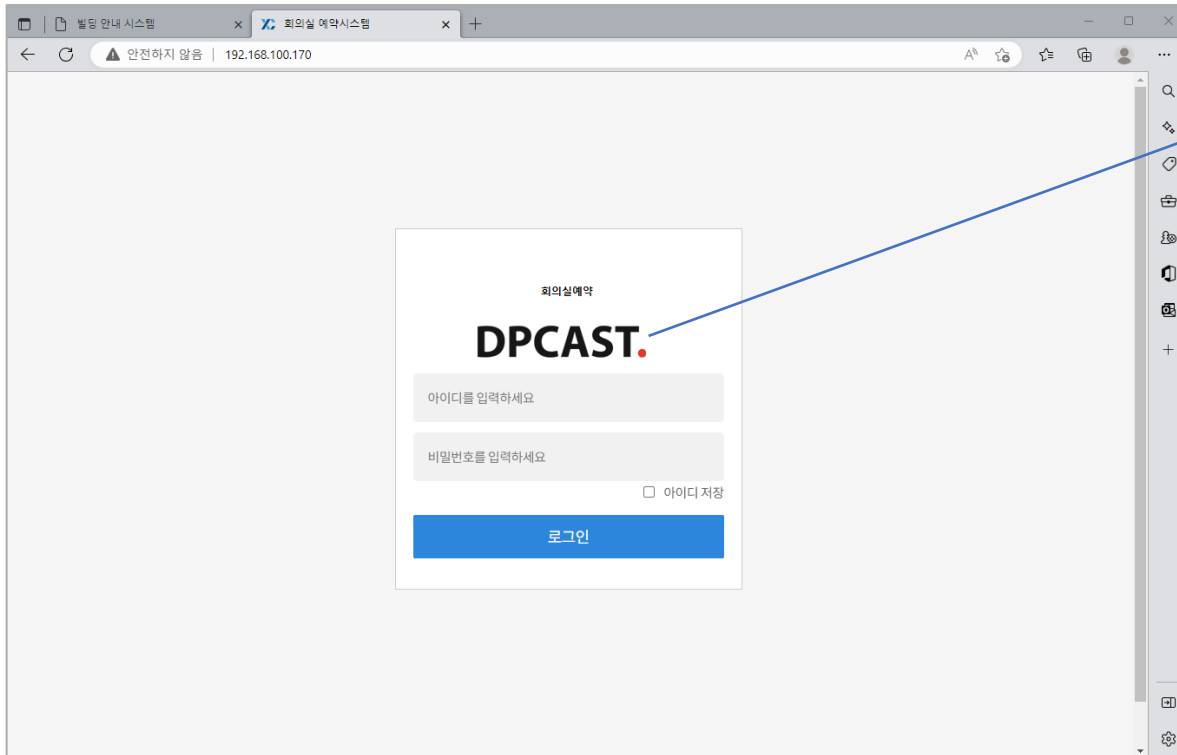 빌딩 안내 시스템
회의실 예약시스템
안전하지 않음 | 192.168.100.170
회의실예약
DPCAST.
아이디를 입력하세요
비밀번호를 입력하세요
아이디 저장
로그인